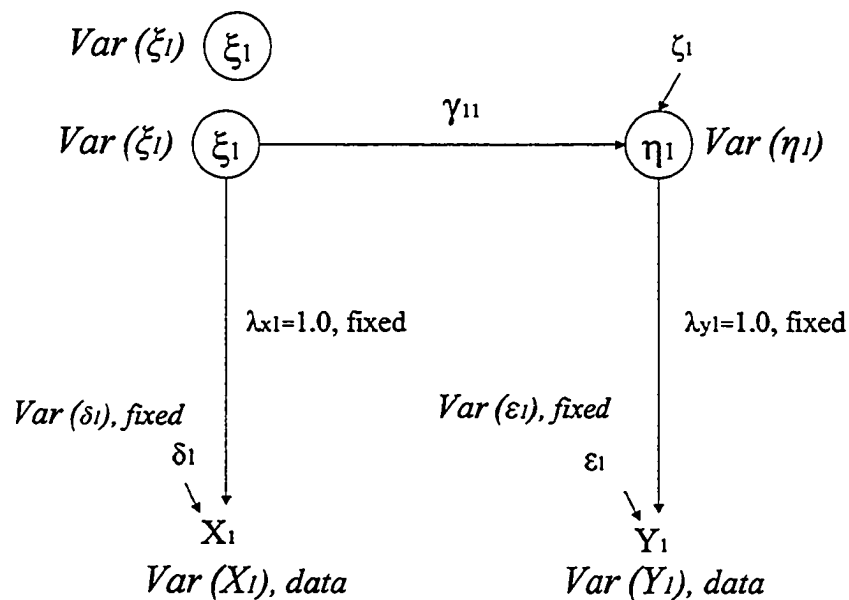 Var (ξ1) ξ1
ζ1
γ11
Var (ξ1) ξ1 η1 Var (η1)
λx1=1.0, fixed λy1=1.0, fixed
Var (δ1), fixed Var (ε1), fixed
δ1 ε1
X1 Y1
Var (X1), data Var (Y1), data